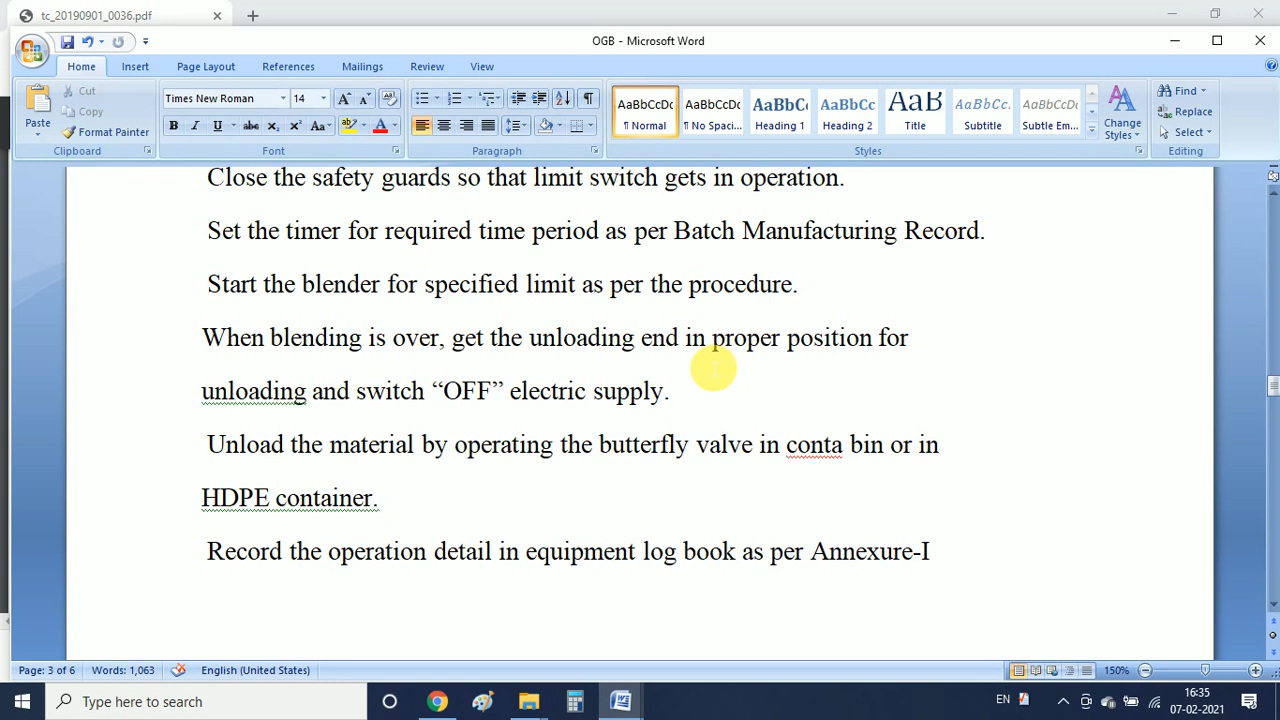 tc_20190901_0036.pdf
OGB - Microsoft Word
Home Insert Page Layout References Mailings Review View
Paste
Cut
Copy
Format Painter
Clipboard
Times New Roman 14
B I U abc x₂ x² Aa
Font
Paragraph
AaBbCcDc AaBbCcDc AaBbC AaBbCc AaB AaBbCc. AaBbCcDc
¶ Normal ¶ No Spaci... Heading 1 Heading 2 Title Subtitle Subtle Em...
Change
Styles
Styles
Find
Replace
Select
Editing
Close the safety guards so that limit switch gets in operation.
Set the timer for required time period as per Batch Manufacturing Record.
Start the blender for specified limit as per the procedure.
When blending is over, get the unloading end in proper position for
unloading and switch “OFF” electric supply.
Unload the material by operating the butterfly valve in conta bin or in
HDPE container.
Record the operation detail in equipment log book as per Annexure-I
Page: 3 of 6 Words: 1,063 English (United States) 150%
Type here to search
EN
16:35
07-02-2021